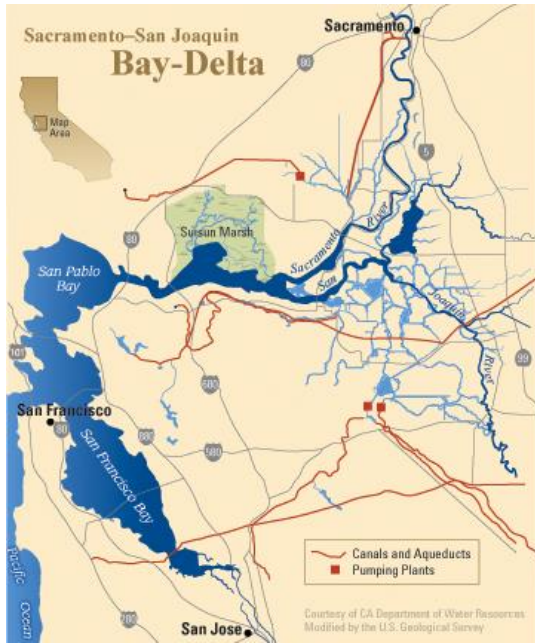 Sacramento–San Joaquin
Bay-Delta
Sacramento
80
Map
Area
5
80
Suisun Marsh
Sacramento
River
San
Joaquin
River
San Pablo
Bay
101
680
99
San Francisco
80
880
580
San Francisco Bay
Canals and Aqueducts
Pumping Plants
Pacific
Ocean
280
San Jose
Courtesy of CA Department of Water Resources
Modified by the U.S. Geological Survey